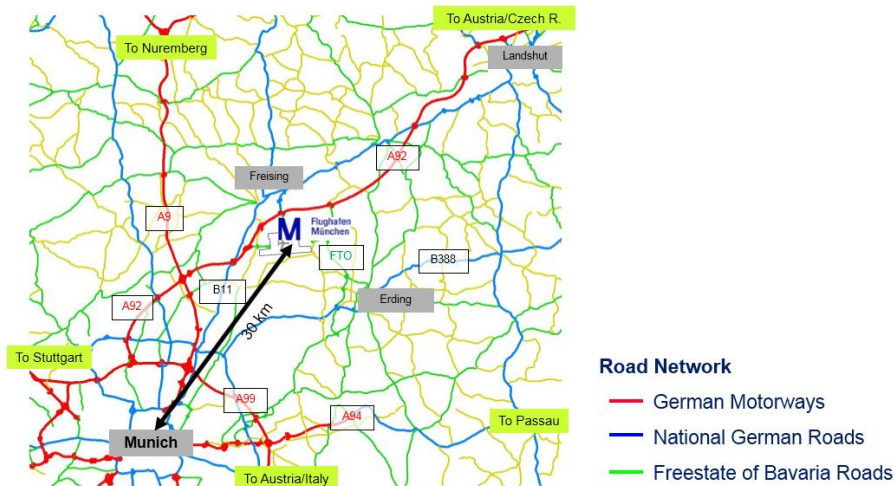 To Austria/Czech R.
To Nuremberg
Landshut
A92
Freising
A9
M Flughafen
München
FTO
B388
B11
A92
Erding
30 km
To Stuttgart
A99
A94
To Passau
Munich
To Austria/Italy
Road Network
German Motorways
National German Roads
Freestate of Bavaria Roads